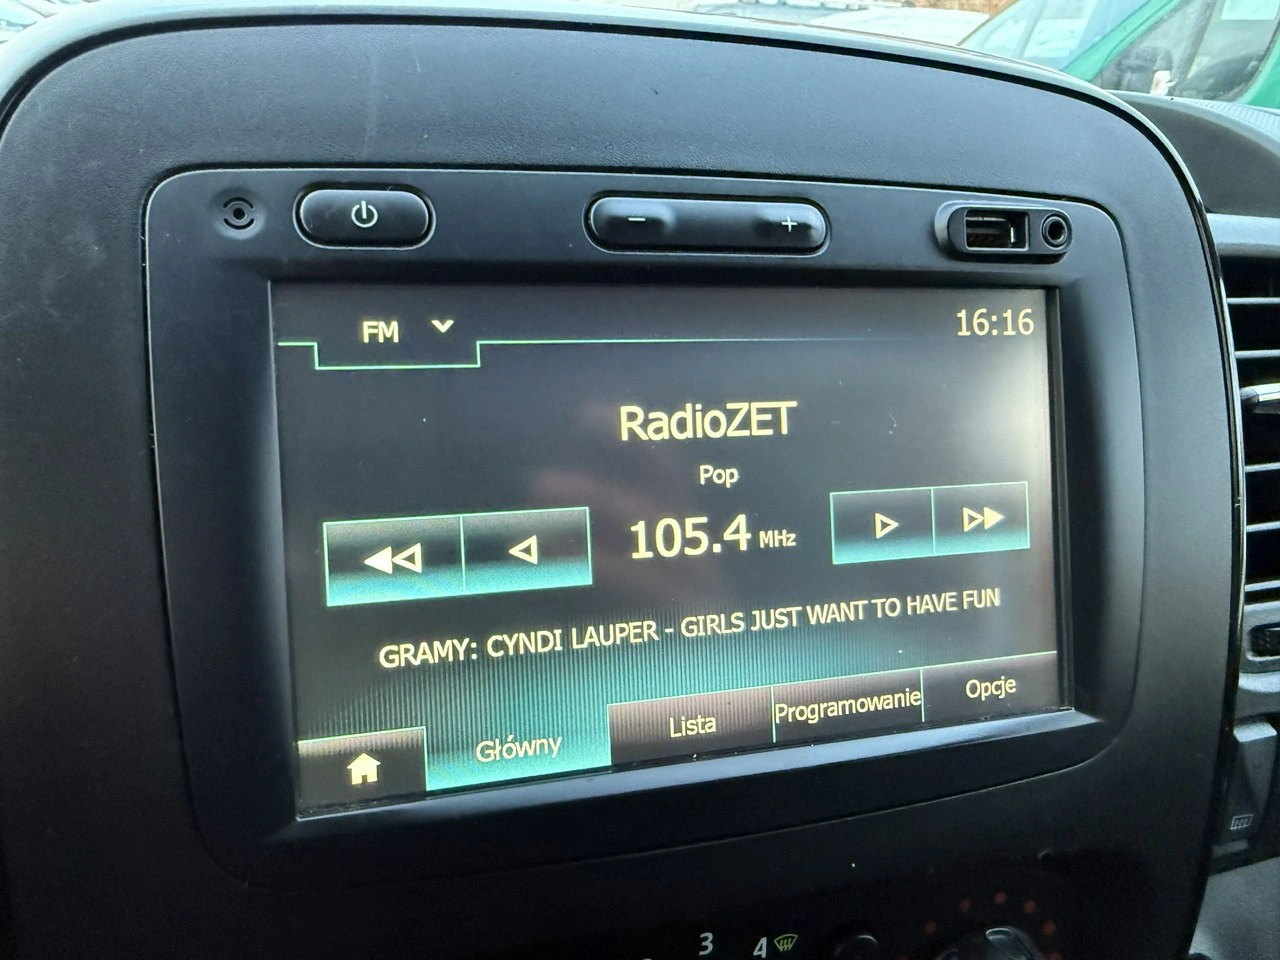 FM
16:16
RadioZET
Pop
105.4 MHz
GRAMY: CYNDI LAUPER - GIRLS JUST WANT TO HAVE FUN
Główny
Lista
Programowanie
Opcje
3
4